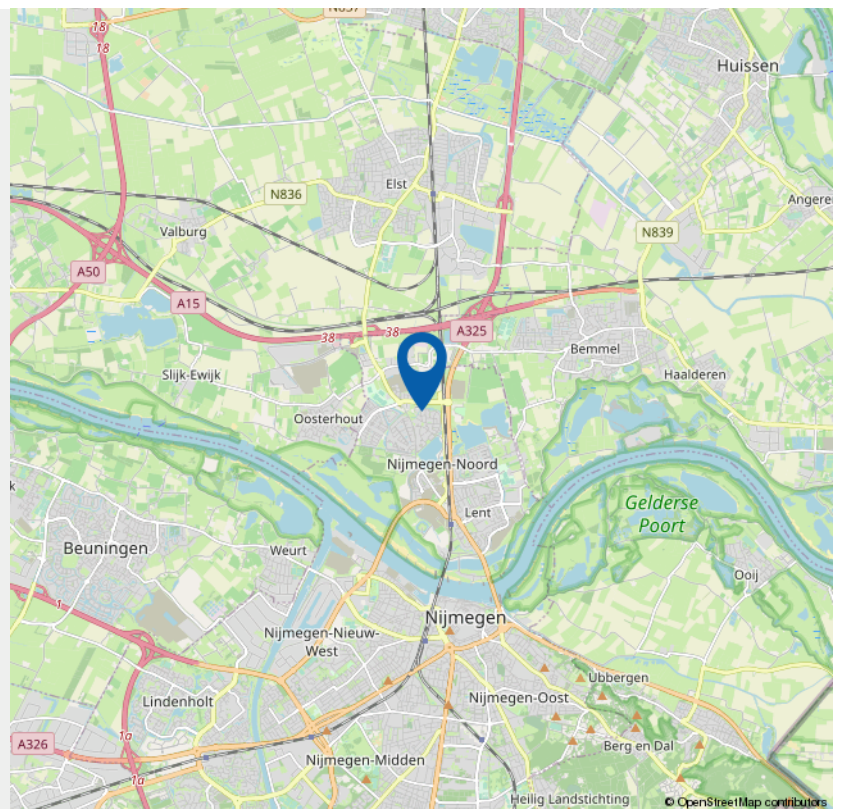 N837
18
18
Huissen
Elst
N836
Angeren
Valburg
N839
A50
A15
A325
38
38
Bemmel
Slijk-Ewijk
Haalderen
Oosterhout
Nijmegen-Noord
k
Gelderse
Poort
Lent
Beuningen
Weurt
Ooij
1
Nijmegen
Nijmegen-Nieuw-
West
Ubbergen
Lindenholt
Nijmegen-Oost
1a
A326
Berg en Dal
Nijmegen-Midden
1a
Heilig Landstichting
© OpenStreetMap contributors